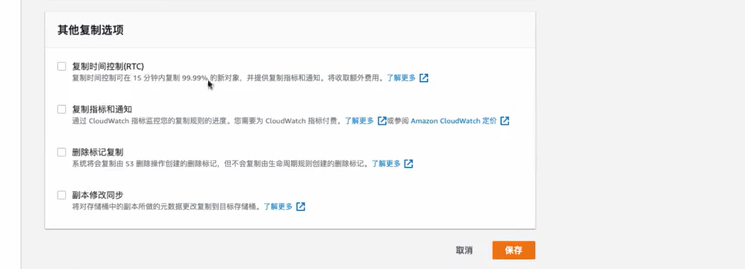 其他复制选项
复制时间控制(RTC)
复制时间控制可在 15 分钟内复制 99.99% 的新对象，并提供复制指标和通知。将收取额外费用。了解更多
复制指标和通知
通过 CloudWatch 指标监控您的复制规则的进度。您需要为 CloudWatch 指标付费。了解更多 或参阅 Amazon CloudWatch 定价
删除标记复制
系统将会复制由 S3 删除操作创建的删除标记，但不会复制由生命周期规则创建的删除标记。了解更多
副本修改同步
将对存储桶中的副本所做的元数据更改复制到目标存储桶。了解更多
取消 保存